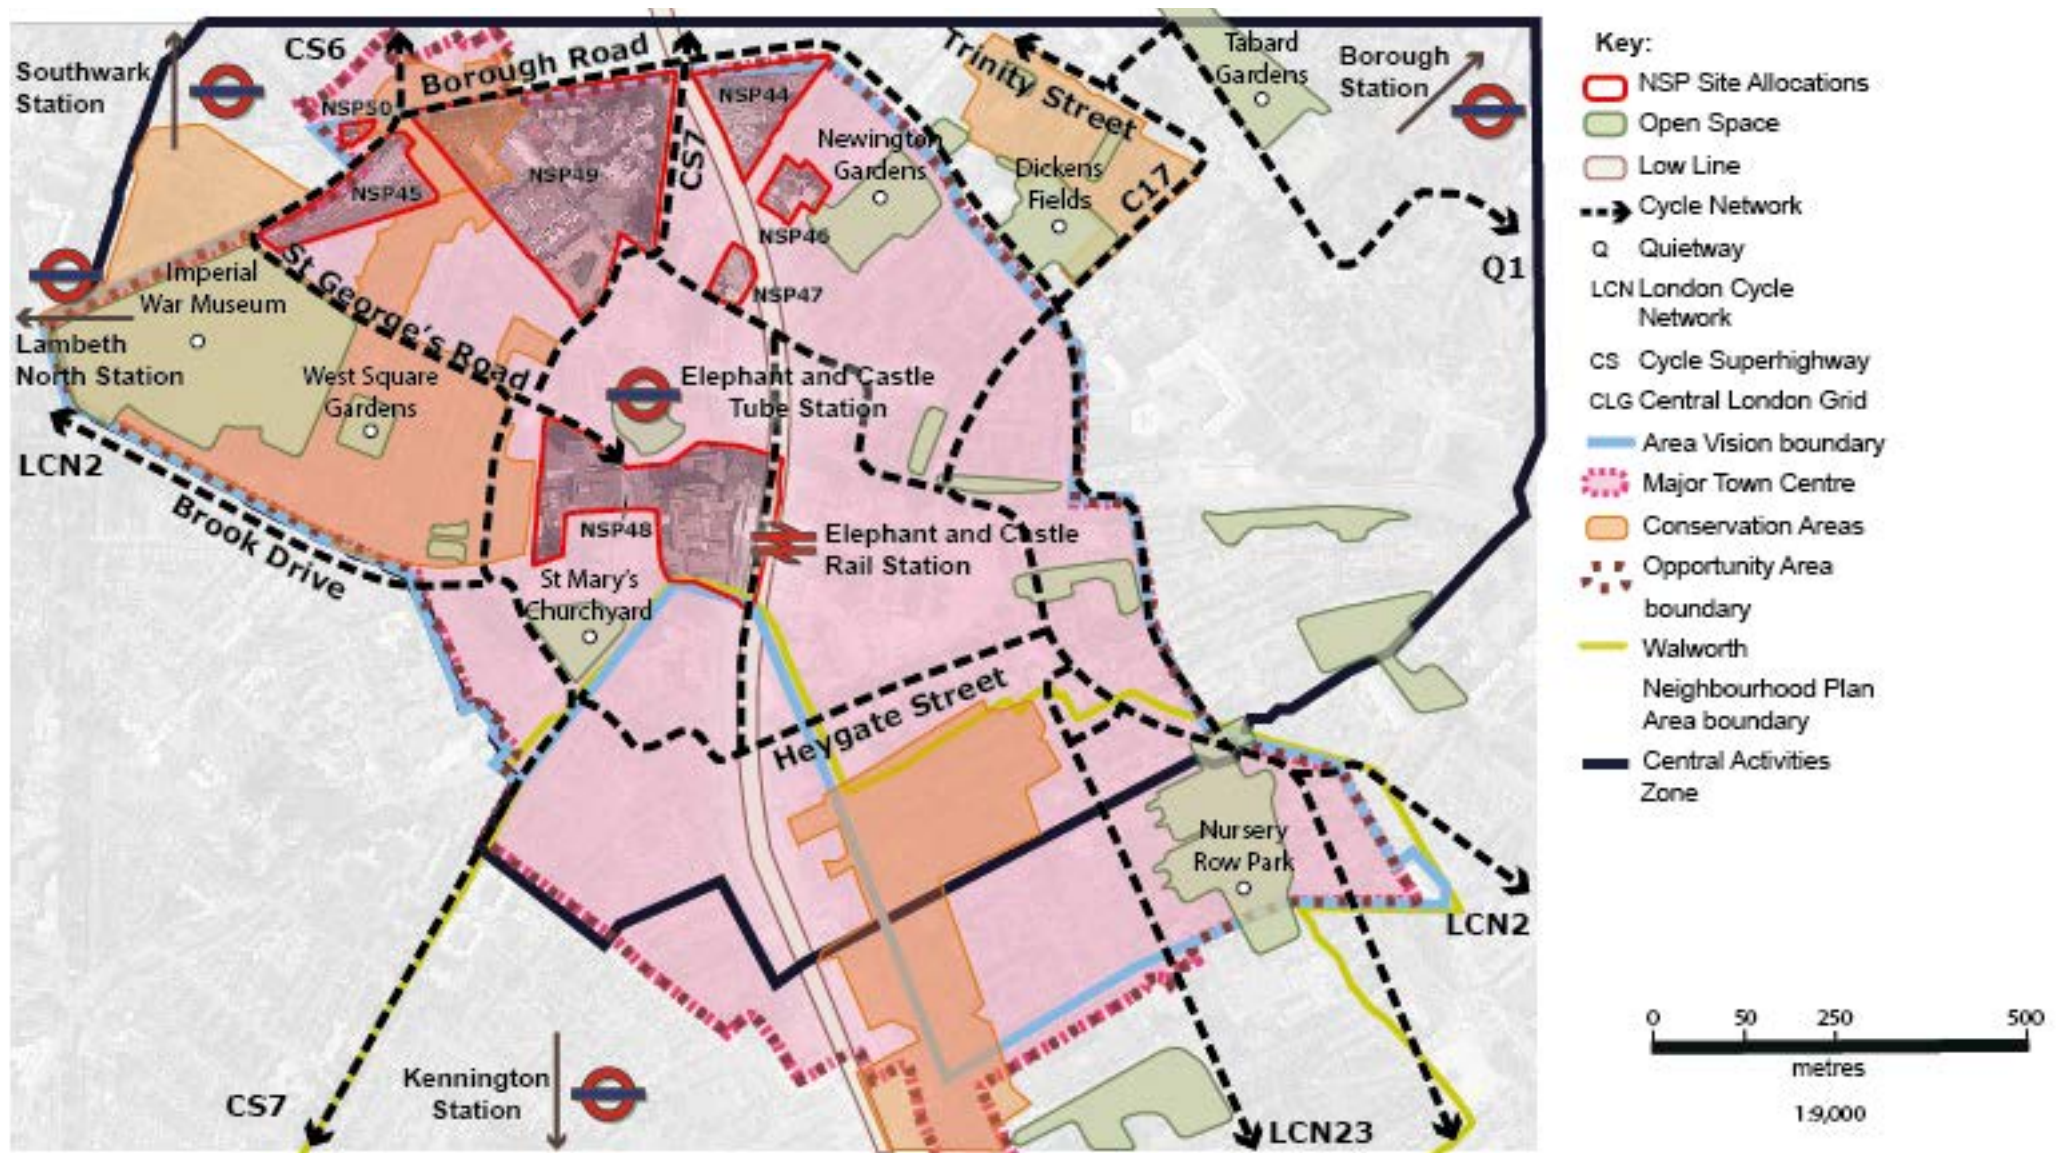 CS6
Borough Road
Trinity Street
Tabard
Gardens
Borough
Station
Southwark
Station
NSP50
NSP44
CS7
Newington
Gardens
Dickens
Fields
C17
NSP45
NSP49
NSP46
NSP47
Q1
Imperial
War Museum
St George's Road
Lambeth
North Station
West Square
Gardens
Elephant and Castle
Tube Station
LCN2
Brook Drive
NSP48
Elephant and Castle
Rail Station
St Mary's
Churchyard
Heygate Street
Nursery
Row Park
LCN2
CS7
Kennington
Station
LCN23
Key:
NSP Site Allocations
Open Space
Low Line
Cycle Network
Q Quietway
LCN London Cycle
Network
CS Cycle Superhighway
CLG Central London Grid
Area Vision boundary
Major Town Centre
Conservation Areas
Opportunity Area
boundary
Walworth
Neighbourhood Plan
Area boundary
Central Activities
Zone
0 50 250 500
metres
1:9,000